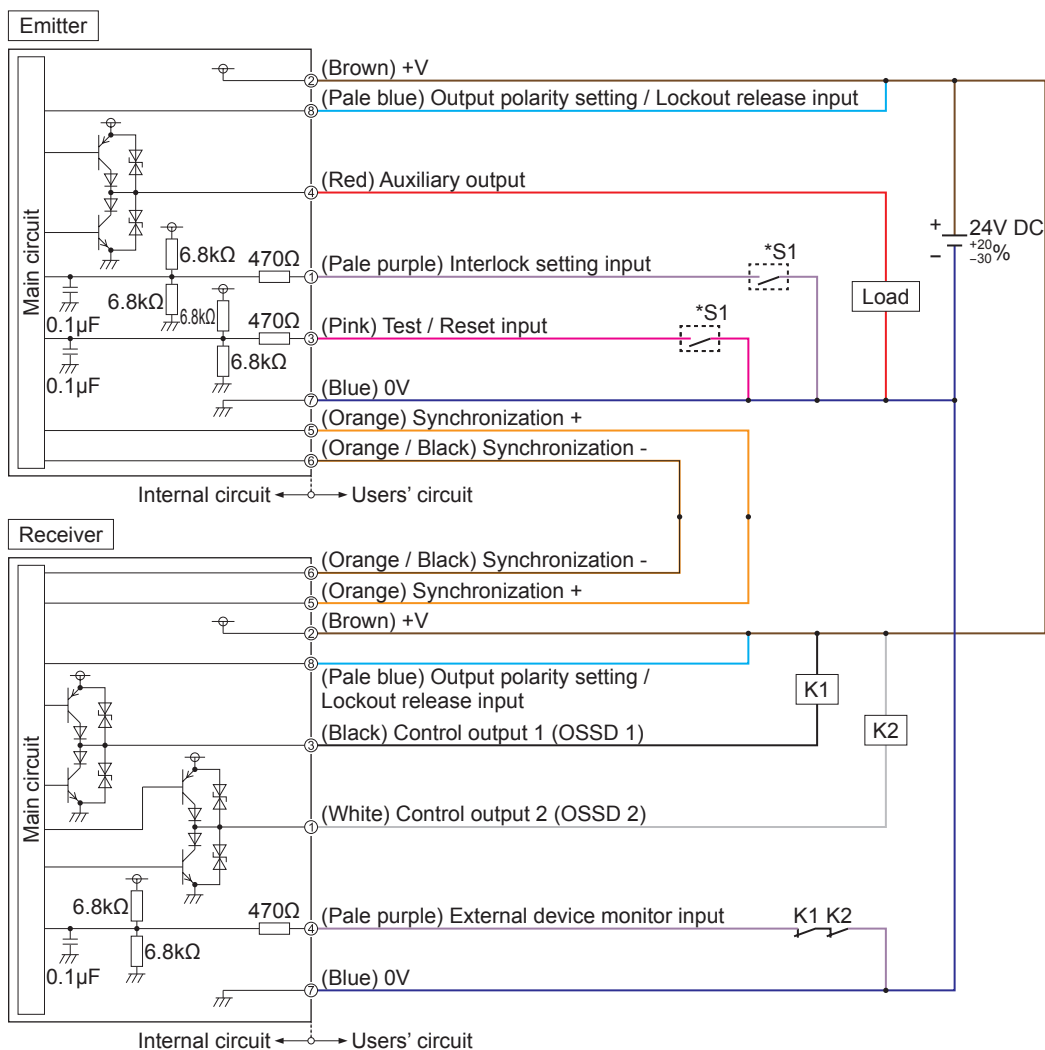 Emitter
Main circuit
② (Brown) +V
⑧ (Pale blue) Output polarity setting / Lockout release input
④ (Red) Auxiliary output
6.8kΩ
470Ω
① (Pale purple) Interlock setting input
*S1
0.1µF
6.8kΩ
6.8kΩ
470Ω
③ (Pink) Test / Reset input
*S1
0.1µF
6.8kΩ
Load
+
−
24V DC
+20
−30 %
⑦ (Blue) 0V
⑤ (Orange) Synchronization +
⑥ (Orange / Black) Synchronization -
Internal circuit
Users' circuit
Receiver
Main circuit
⑥ (Orange / Black) Synchronization -
⑤ (Orange) Synchronization +
② (Brown) +V
⑧ (Pale blue) Output polarity setting /
Lockout release input
K1
K2
③ (Black) Control output 1 (OSSD 1)
① (White) Control output 2 (OSSD 2)
6.8kΩ
470Ω
④ (Pale purple) External device monitor input
K1 K2
0.1µF
6.8kΩ
⑦ (Blue) 0V
Internal circuit
Users' circuit